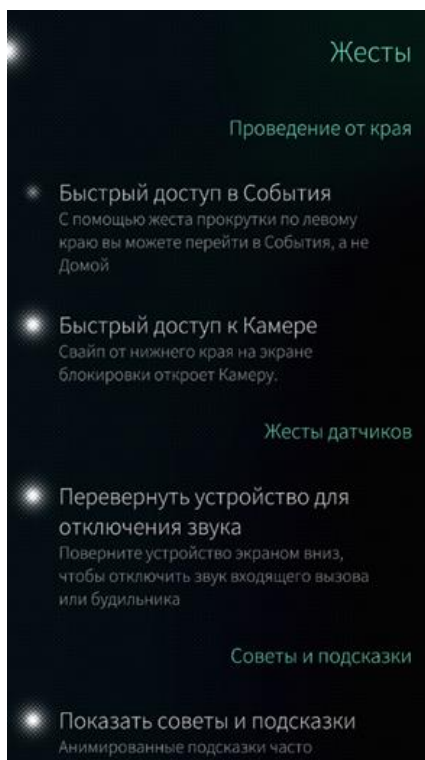 Жесты
Проведение от края
Быстрый доступ в События
С помощью жеста прокрутки по левому
краю вы можете перейти в События, а не
Домой
Быстрый доступ к Камере
Свайп от нижнего края на экране
блокировки откроет Камеру.
Жесты датчиков
Перевернуть устройство для
отключения звука
Поверните устройство экраном вниз,
чтобы отключить звук входящего вызова
или будильника
Советы и подсказки
Показать советы и подсказки
Анимированные подсказки часто